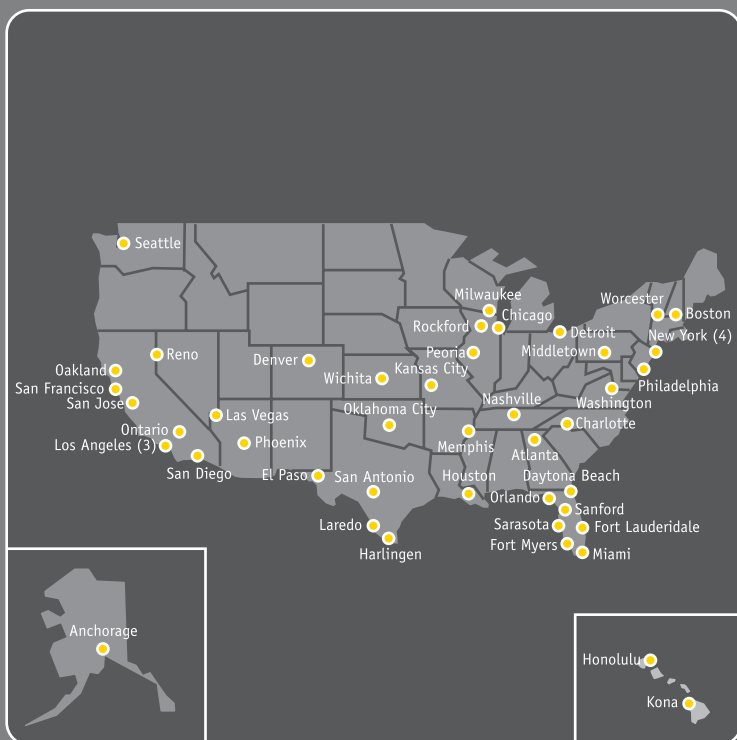 Seattle
Milwaukee
Worcester
Boston
Chicago
Rockford
Detroit
New York (4)
Reno
Denver
Peoria
Middletown
Oakland
Kansas City
Wichita
San Francisco
Philadelphia
San Jose
Nashville
Washington
Oklahoma City
Las Vegas
Charlotte
Ontario
Los Angeles (3)
Phoenix
Memphis
Atlanta
San Diego
El Paso
San Antonio
Houston
Daytona Beach
Orlando
Sanford
Laredo
Sarasota
Fort Lauderidale
Harlingen
Fort Myers
Miami
Anchorage
Honolulu
Kona